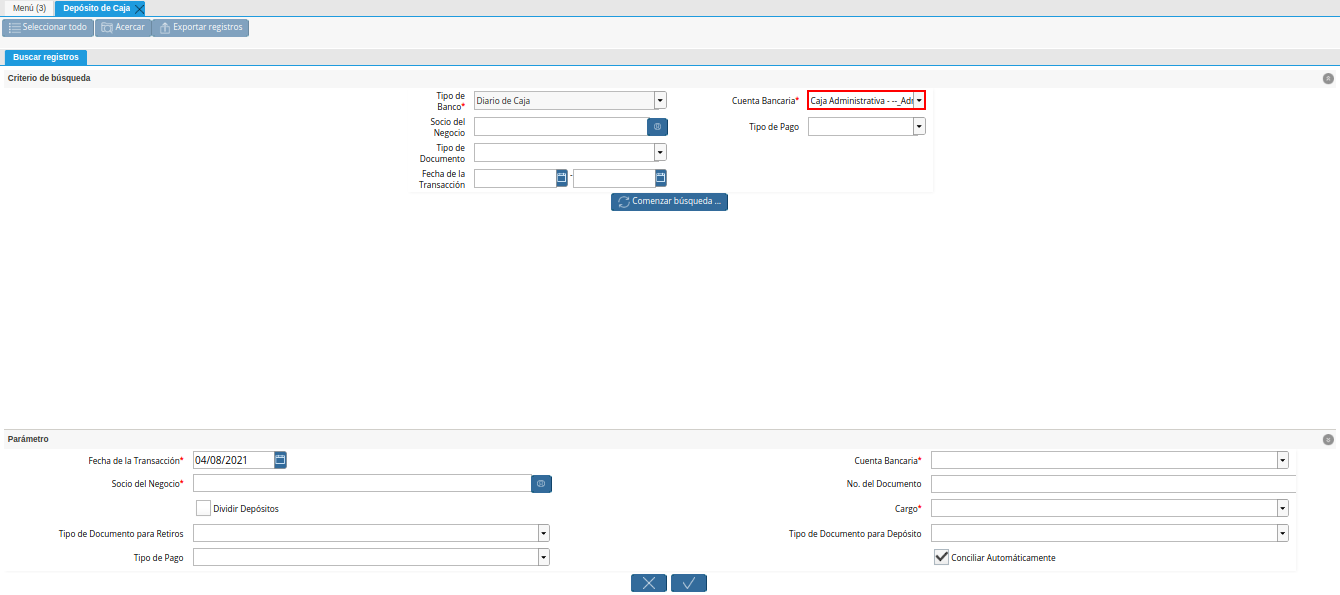 Menú (3) Depósito de Caja
Seleccionar todo Acercar Exportar registros
Buscar registros
Criterio de búsqueda
Tipo de Banco* Diario de Caja Cuenta Bancaria* Caja Administrativa - --_Adr
Socio del Negocio Tipo de Pago
Tipo de Documento
Fecha de la Transacción -
Comenzar búsqueda ...
Parámetro
Fecha de la Transacción* 04/08/2021 Cuenta Bancaria*
Socio del Negocio* No. del Documento
Dividir Depósitos Cargo*
Tipo de Documento para Retiros Tipo de Documento para Depósito
Tipo de Pago Conciliar Automáticamente